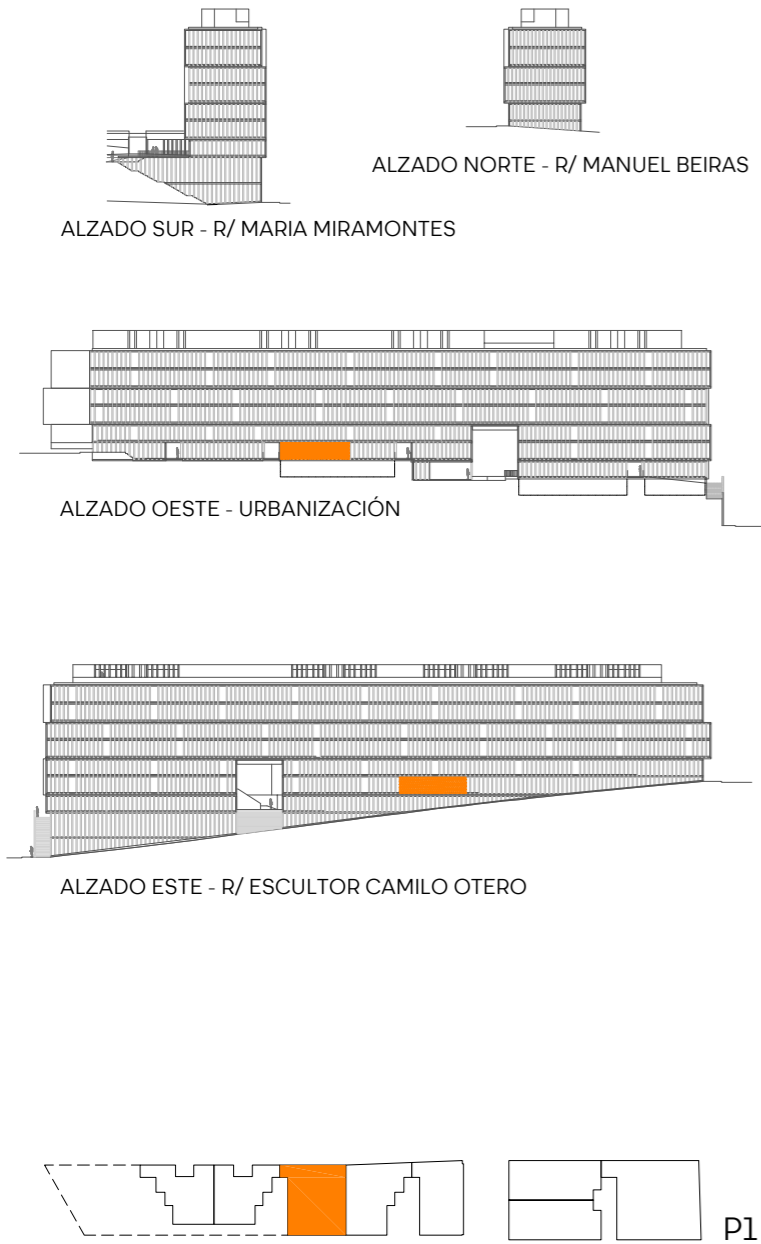 ALZADO NORTE - R/ MANUEL BEIRAS
ALZADO SUR - R/ MARIA MIRAMONTES
ALZADO OESTE - URBANIZACIÓN
ALZADO ESTE - R/ ESCULTOR CAMILO OTERO
P1